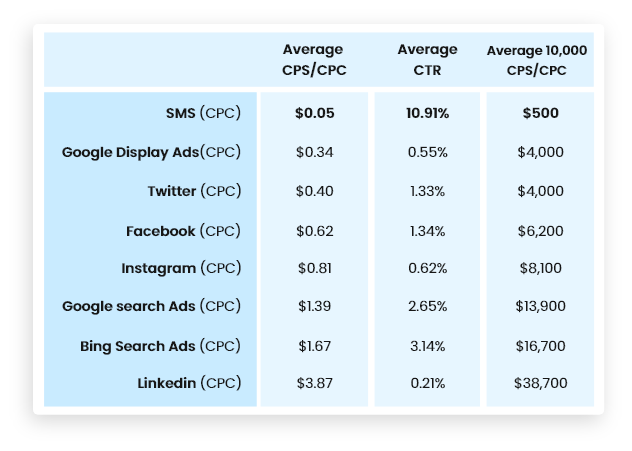 Average CPS/CPC Average CTR Average 10,000 CPS/CPC
SMS (CPC) $0.05 10.91% $500
Google Display Ads(CPC) $0.34 0.55% $4,000
Twitter (CPC) $0.40 1.33% $4,000
Facebook (CPC) $0.62 1.34% $6,200
Instagram (CPC) $0.81 0.62% $8,100
Google search Ads (CPC) $1.39 2.65% $13,900
Bing Search Ads (CPC) $1.67 3.14% $16,700
Linkedin (CPC) $3.87 0.21% $38,700